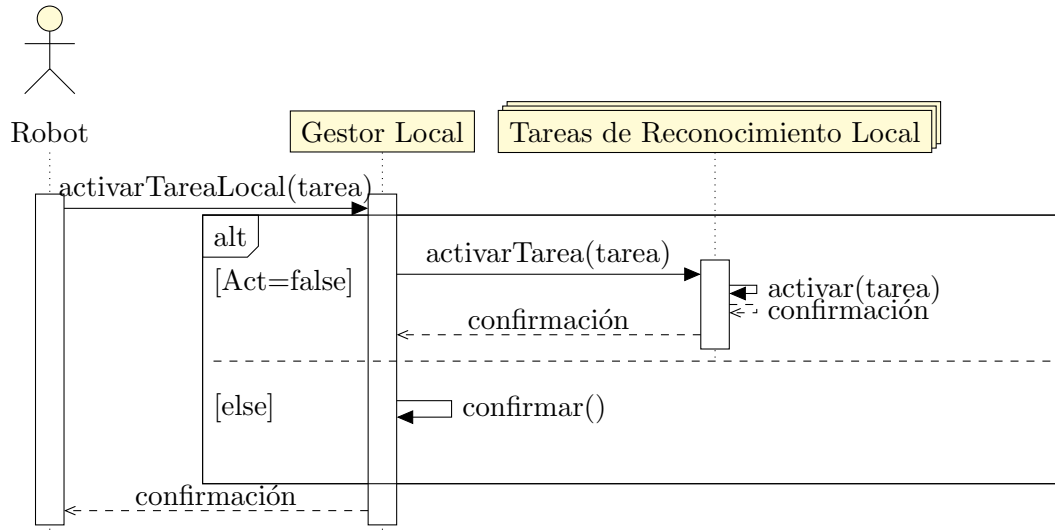 Robot
Gestor Local
Tareas de Reconocimiento Local
activarTareaLocal(tarea)
alt
activarTarea(tarea)
[Act=false]
activar(tarea)
confirmación
confirmación
[else]
confirmar()
confirmación